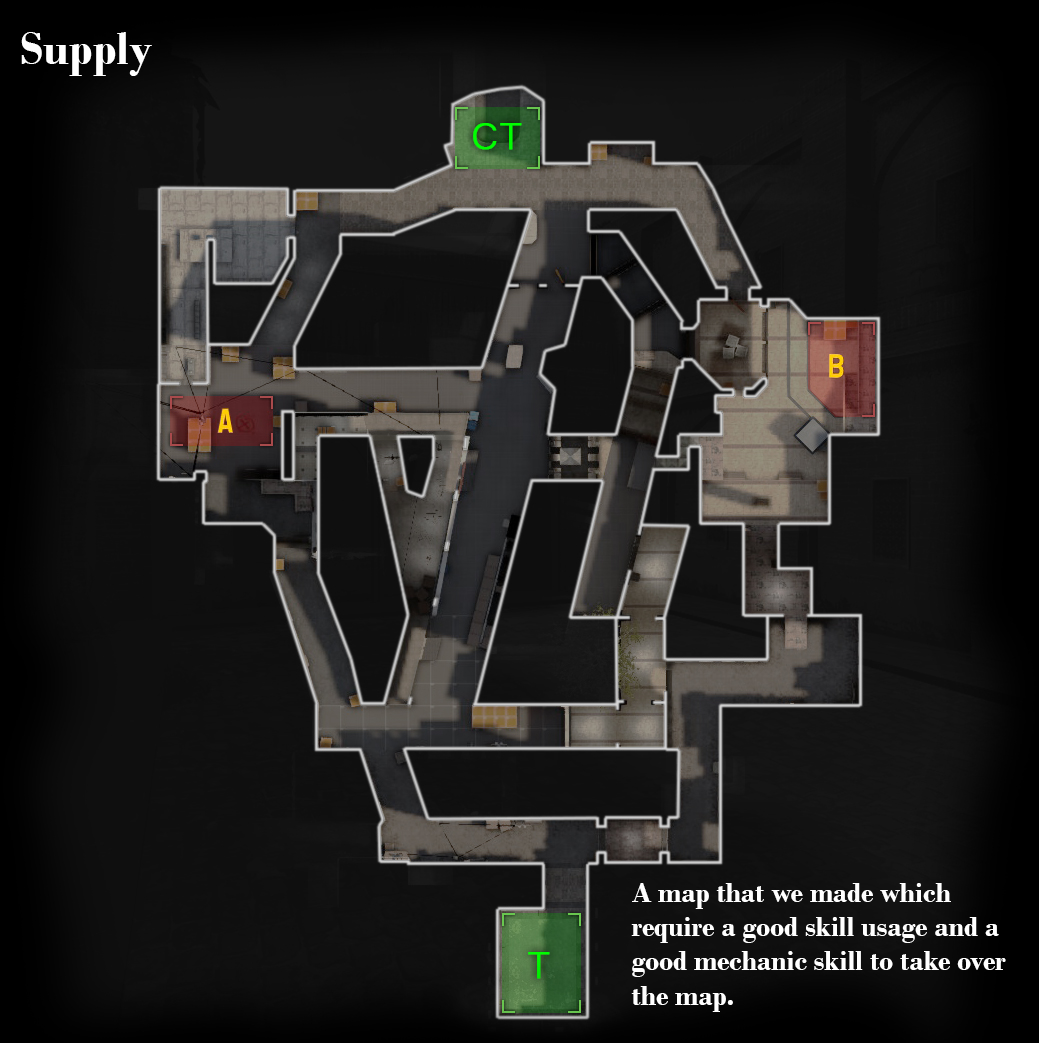 Supply
CT
B
A
A map that we made which
require a good skill usage and a
good mechanic skill to take over
the map.
T